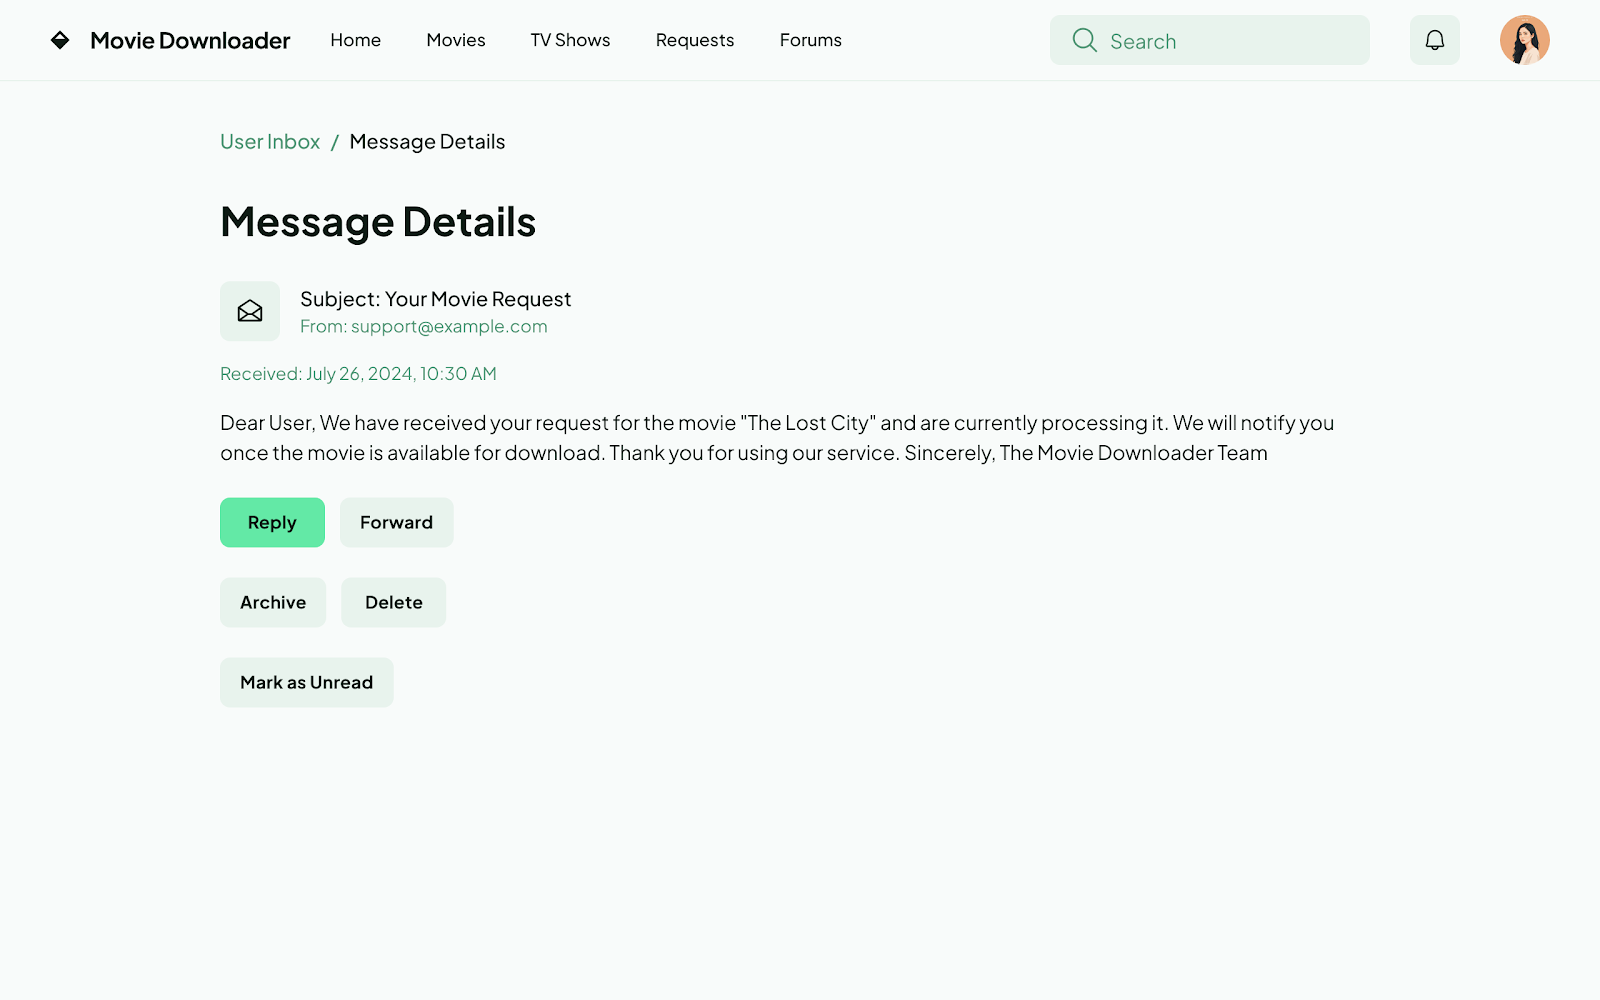 Movie Downloader Home Movies TV Shows Requests Forums Search
User Inbox / Message Details
Message Details
Subject: Your Movie Request
From: support@example.com
Received: July 26, 2024, 10:30 AM
Dear User, We have received your request for the movie "The Lost City" and are currently processing it. We will notify you
once the movie is available for download. Thank you for using our service. Sincerely, The Movie Downloader Team
Reply Forward
Archive Delete
Mark as Unread